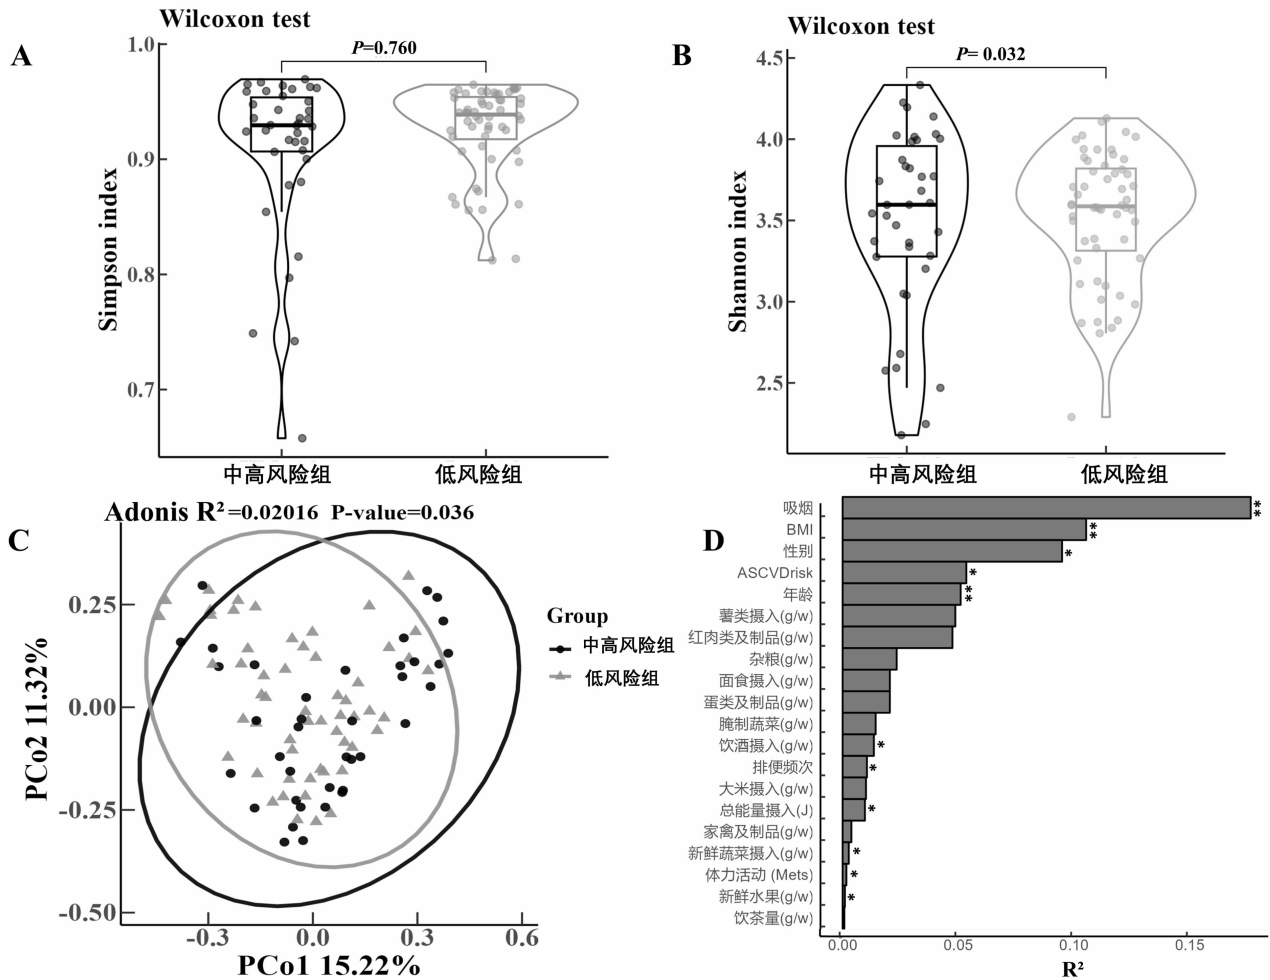 Wilcoxon test
A
P=0.760
1.0
0.9
0.8
0.7
Simpson index
中高风险组
低风险组
Wilcoxon test
B
P= 0.032
4.5
4.0
3.5
3.0
2.5
Shannon index
中高风险组
低风险组
C
Adonis R²=0.02016 P-value=0.036
0.25
0.00
-0.25
-0.50
PCo2 11.32%
-0.3
0.0
0.3
0.6
PCo1 15.22%
Group
中高风险组
低风险组
D
吸烟
**
BMI
**
性别
*
ASCVDrisk
*
年龄
**
薯类摄入(g/w)
红肉类及制品(g/w)
杂粮(g/w)
面食摄入(g/w)
蛋类及制品(g/w)
腌制蔬菜(g/w)
饮酒摄入(g/w)
*
排便频次
*
大米摄入(g/w)
总能量摄入(J)
*
家禽及制品(g/w)
新鲜蔬菜摄入(g/w)
*
体力活动 (Mets)
*
新鲜水果(g/w)
*
饮茶量(g/w)
0.00
0.05
0.10
0.15
R²